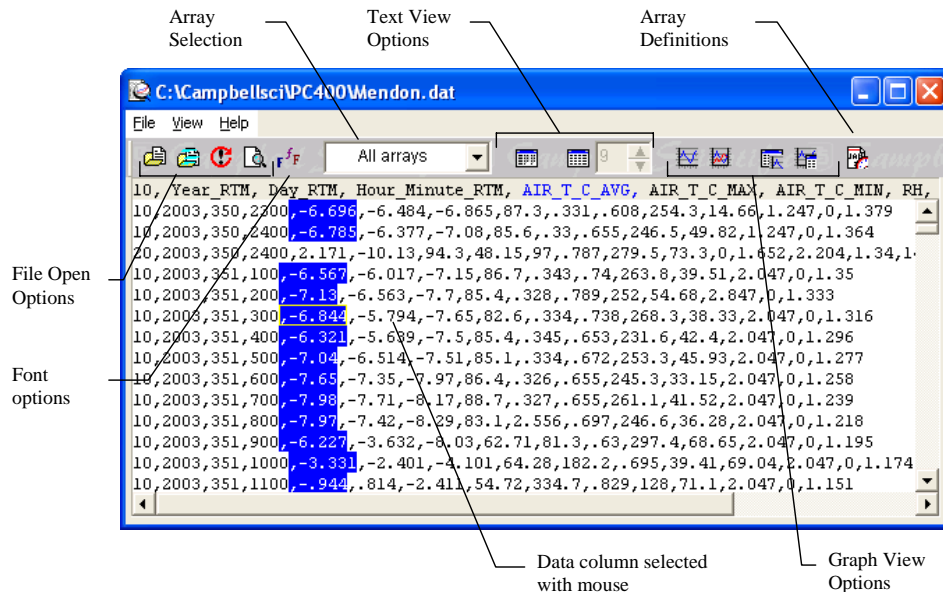 Array
Selection
Text View
Options
Array
Definitions
C:\Campbellsci\PC400\Mendon.dat
File View Help
F f F All arrays 9
10, Year_RTM, Day_RTM, Hour_Minute_RTM, AIR_T_C_AVG, AIR_T_C_MAX, AIR_T_C_MIN, RH,
10,2003,350,2300,-6.696,-6.484,-6.865,87.3,.331,.608,254.3,14.66,1.247,0,1.379
10,2003,350,2400,-6.785,-6.377,-7.08,85.6,.33,.655,246.5,49.82,1.247,0,1.364
20,2003,350,2400,2.171,-10.13,94.3,48.15,97,.787,279.5,73.3,0,1.652,2.204,1.34,1
10,2003,351,100,-6.567,-6.017,-7.15,86.7,.343,.74,263.8,39.51,2.047,0,1.35
10,2003,351,200,-7.13,-6.563,-7.7,85.4,.328,.789,252,54.68,2.847,0,1.333
10,2003,351,300,-6.844,-5.794,-7.65,82.6,.334,.738,268.3,38.33,2.047,0,1.316
10,2003,351,400,-6.321,-5.639,-7.5,85.4,.345,.653,231.6,42.4,2.047,0,1.296
10,2003,351,500,-7.04,-6.514,-7.51,85.1,.334,.672,253.3,45.93,2.047,0,1.277
10,2003,351,600,-7.65,-7.35,-7.97,86.4,.326,.655,245.3,33.15,2.047,0,1.258
10,2003,351,700,-7.98,-7.71,-8.17,88.7,.327,.655,261.1,41.52,2.047,0,1.239
10,2003,351,800,-7.97,-7.42,-8.29,83.1,2.556,.697,246.6,36.28,2.047,0,1.218
10,2003,351,900,-6.227,-3.632,-8.03,62.71,81.3,.63,297.4,68.65,2.047,0,1.195
10,2003,351,1000,-3.331,-2.401,-4.101,64.28,182.2,.695,39.41,69.04,2.047,0,1.174
10,2003,351,1100,-.944,.814,-2.411,54.72,334.7,.829,128,71.1,2.047,0,1.151
File Open
Options
Font
options
Data column selected
with mouse
Graph View
Options